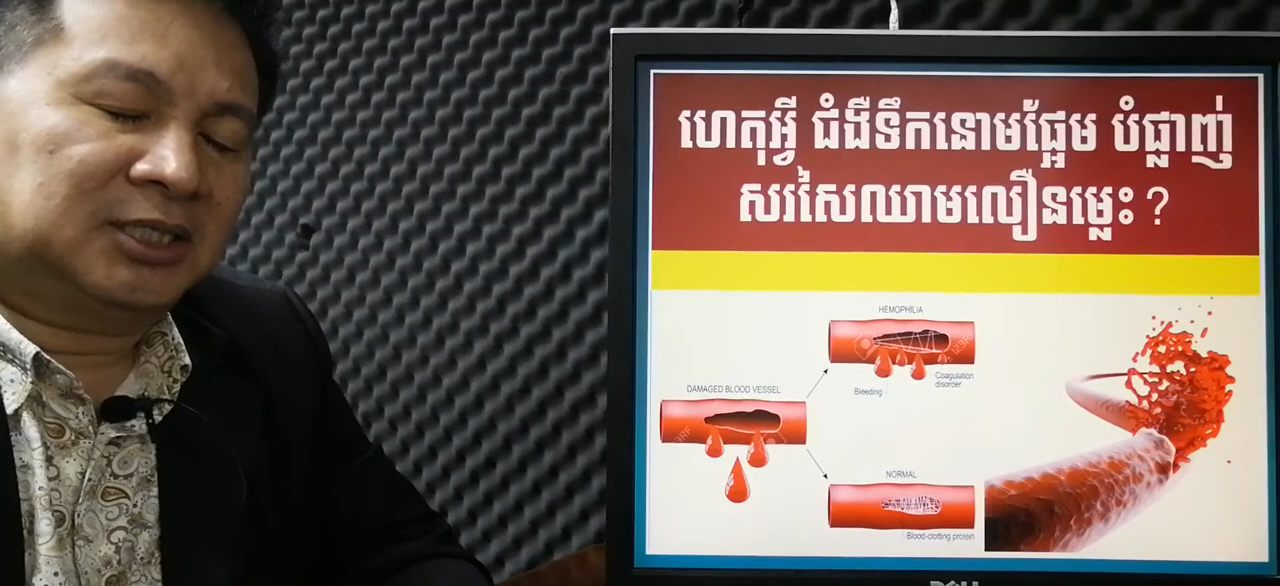 ហេតុអ្វី ជំងឺទឹកនោមផ្អែម បំផ្លាញ់
សរសៃឈាមលឿនម្លេះ ?
HEMOPHILIA
Bleeding
Coagulation
disorder
DAMAGED BLOOD VESSEL
NORMAL
Blood-clotting protein